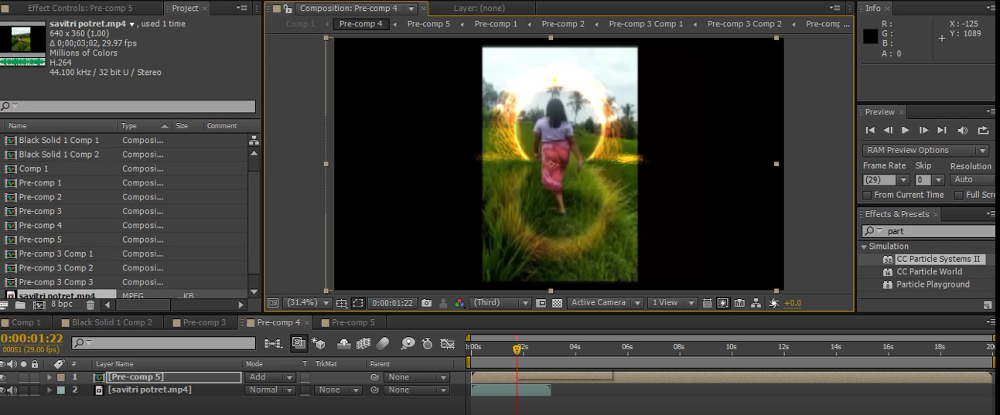 Effect Controls: Pre-comp 5
Project
Composition: Pre-comp 4
Layer: (none)
Info
savitri potret.mp4 , used 1 time
640 x 360 (1.00)
Δ 0;00;03;02, 29.97 fps
Millions of Colors
H.264
44.100 kHz / 32 bit U / Stereo
Comp 1
Pre-comp 4
Pre-comp 5
Pre-comp 1
Pre-comp 2
Pre-comp 3 Comp 1
Pre-comp 3 Comp 2
Pre-comp ...
R :
G :
B :
A : 0
X : -125
Y : 1089
Name Type Size Comment
Black Solid 1 Comp 1 Composi...
Black Solid 1 Comp 2 Composi...
Comp 1 Composi...
Pre-comp 1 Composi...
Pre-comp 2 Composi...
Pre-comp 3 Composi...
Pre-comp 4 Composi...
Pre-comp 5 Composi...
Pre-comp 3 Comp 1 Composi...
Pre-comp 3 Comp 2 Composi...
Pre-comp 3 Comp 3 Composi...
savitri potret.mp4 MPEG ...KB
8 bpc
Preview
RAM Preview Options
Frame Rate Skip Resolution
(29) 0 Auto
From Current Time Full Scre
Effects & Presets
part
Simulation
CC Particle Systems II
CC Particle World
Particle Playground
(31.4%) 0:00:01:22 (Third) Active Camera 1 View +0.0
Comp 1
Black Solid 1 Comp 2
Pre-comp 3
Pre-comp 4
Pre-comp 5
0:00:01:22
00051 (29.00 fps)
):00s 02s 04s 06s 08s 10s 12s 14s 16s 18s 20s
# Layer Name Mode T TrkMat Parent
1 [Pre-comp 5] Add None
2 [savitri potret.mp4] Normal None None